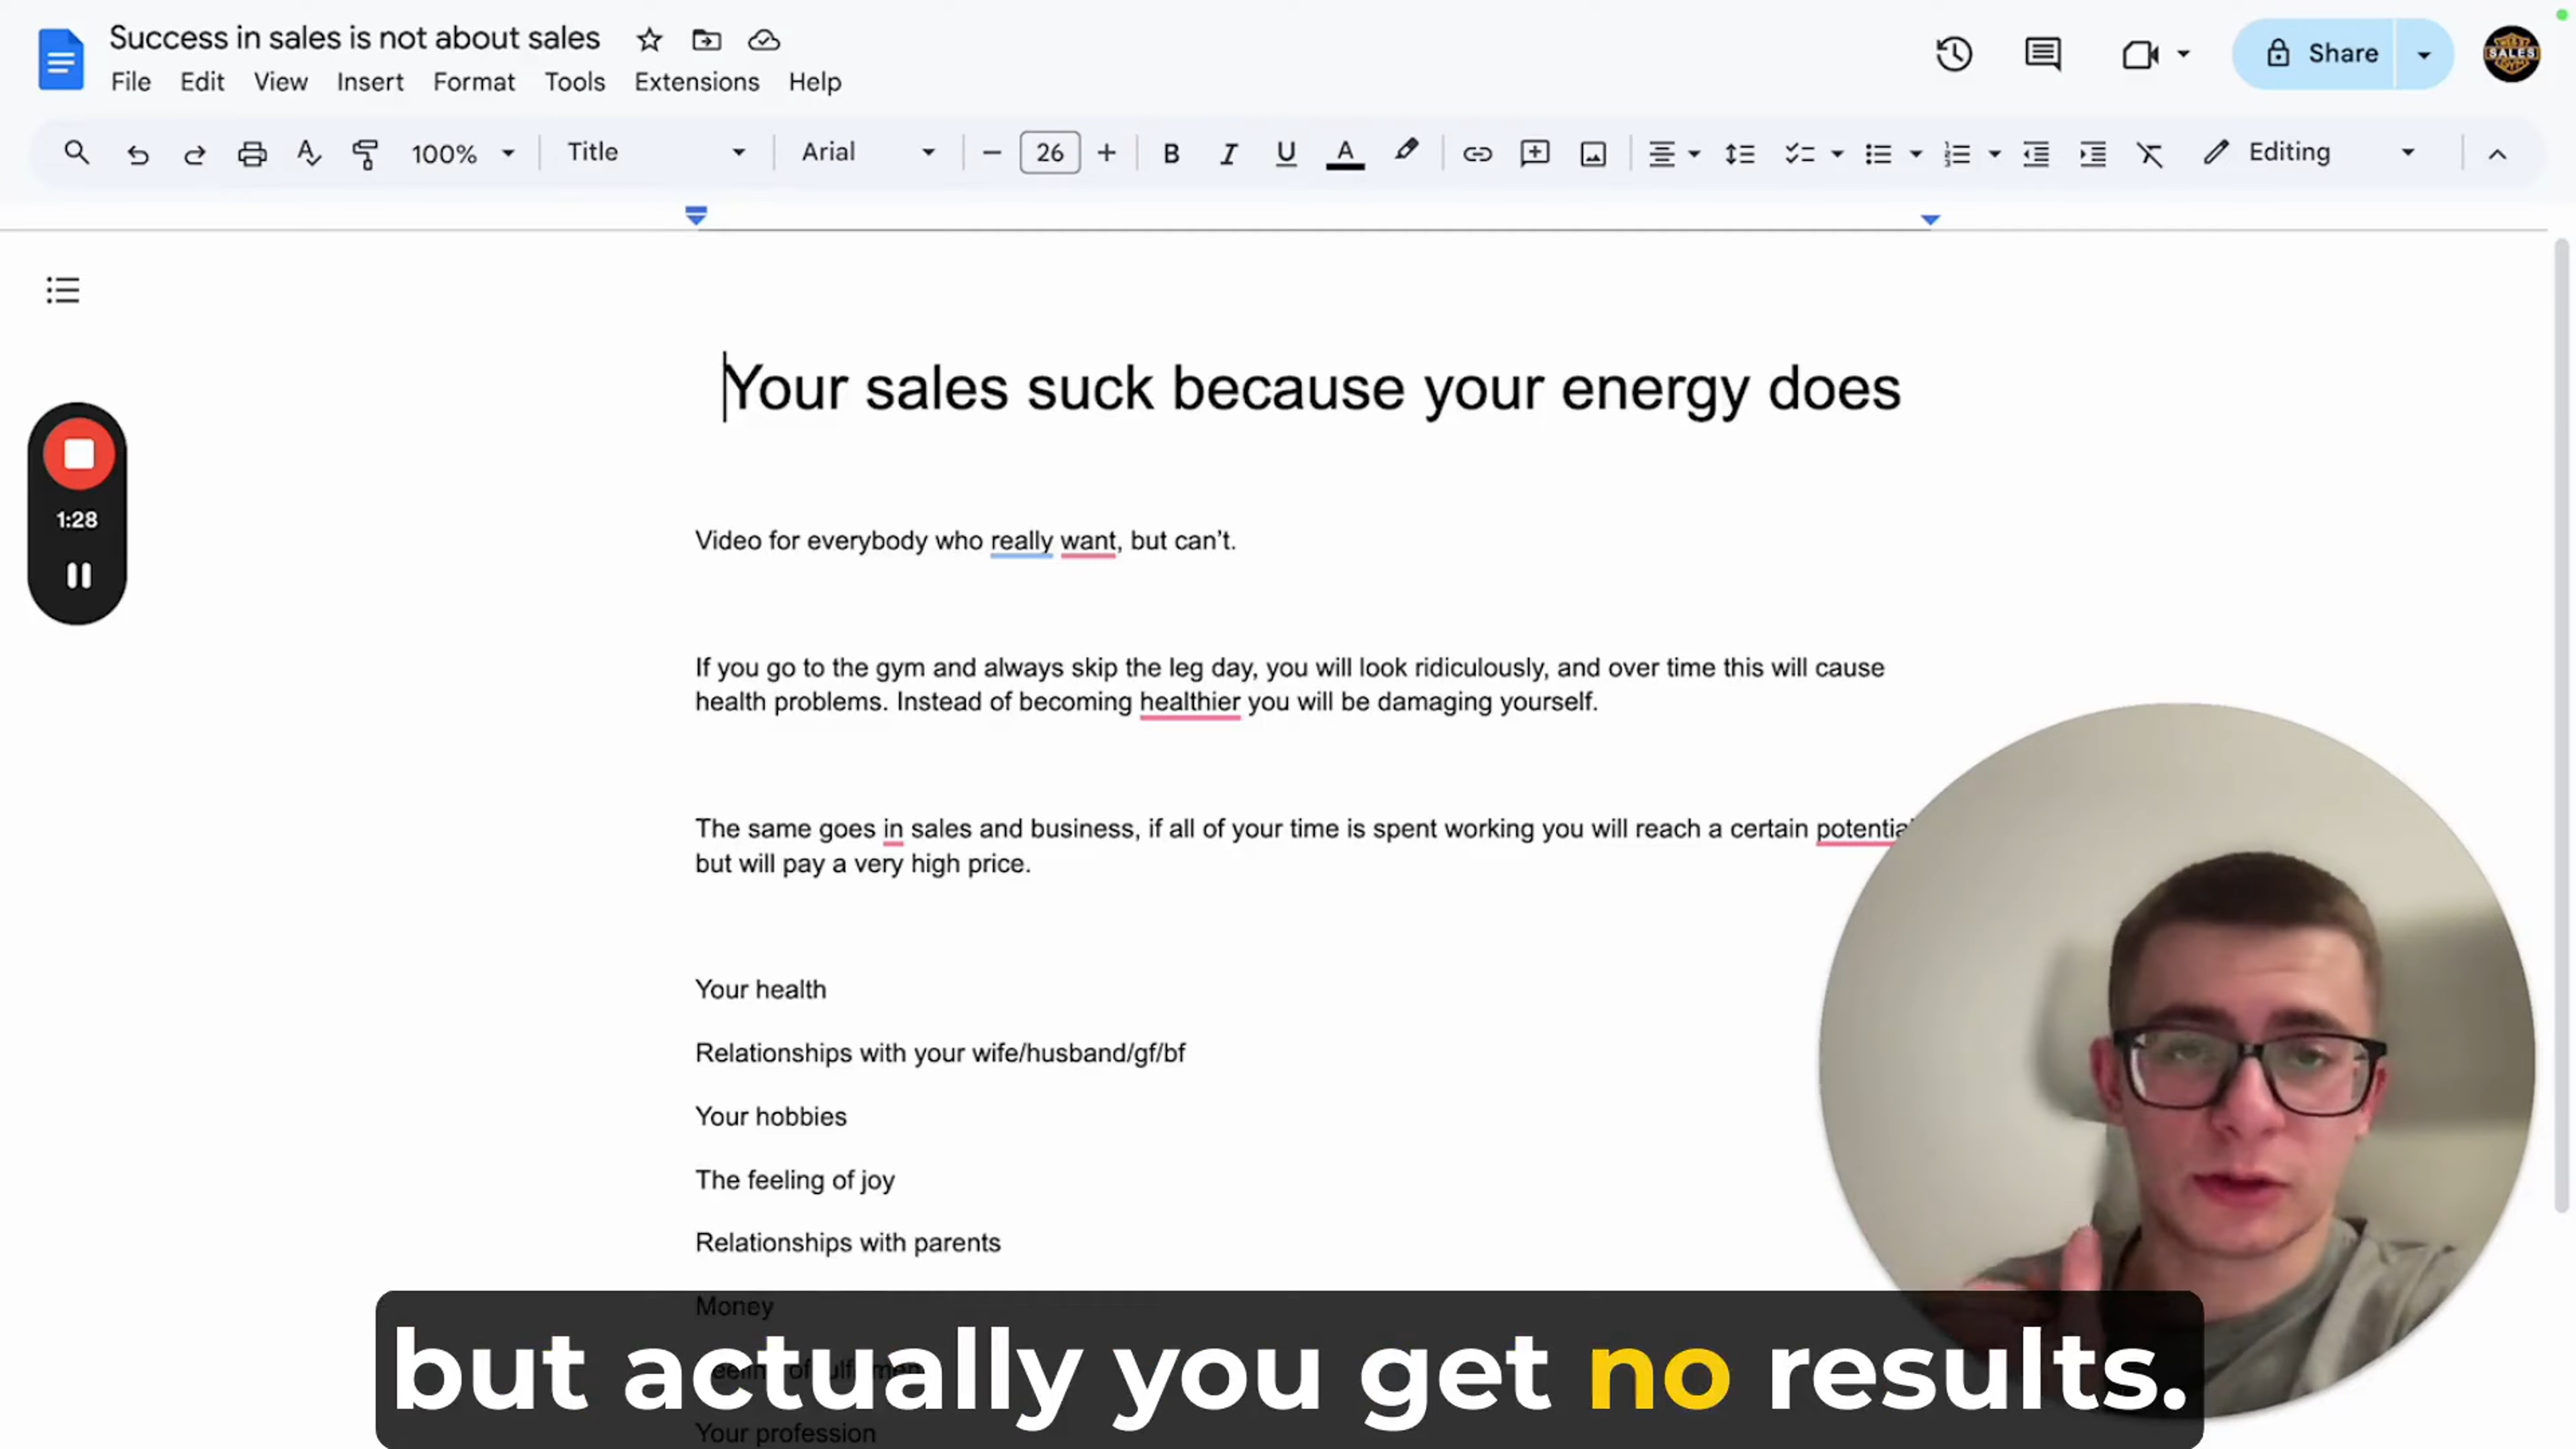 Success in sales is not about sales
File Edit View Insert Format Tools Extensions Help
Share
SALES
100% Title Arial 26 B I U A Editing
Your sales suck because your energy does
1:28
Video for everybody who really want, but can't.
If you go to the gym and always skip the leg day, you will look ridiculously, and over time this will cause
health problems. Instead of becoming healthier you will be damaging yourself.
The same goes in sales and business, if all of your time is spent working you will reach a certain potential
but will pay a very high price.
Your health
Relationships with your wife/husband/gf/bf
Your hobbies
The feeling of joy
Relationships with parents
Money
but actually you get no results.
Your profession